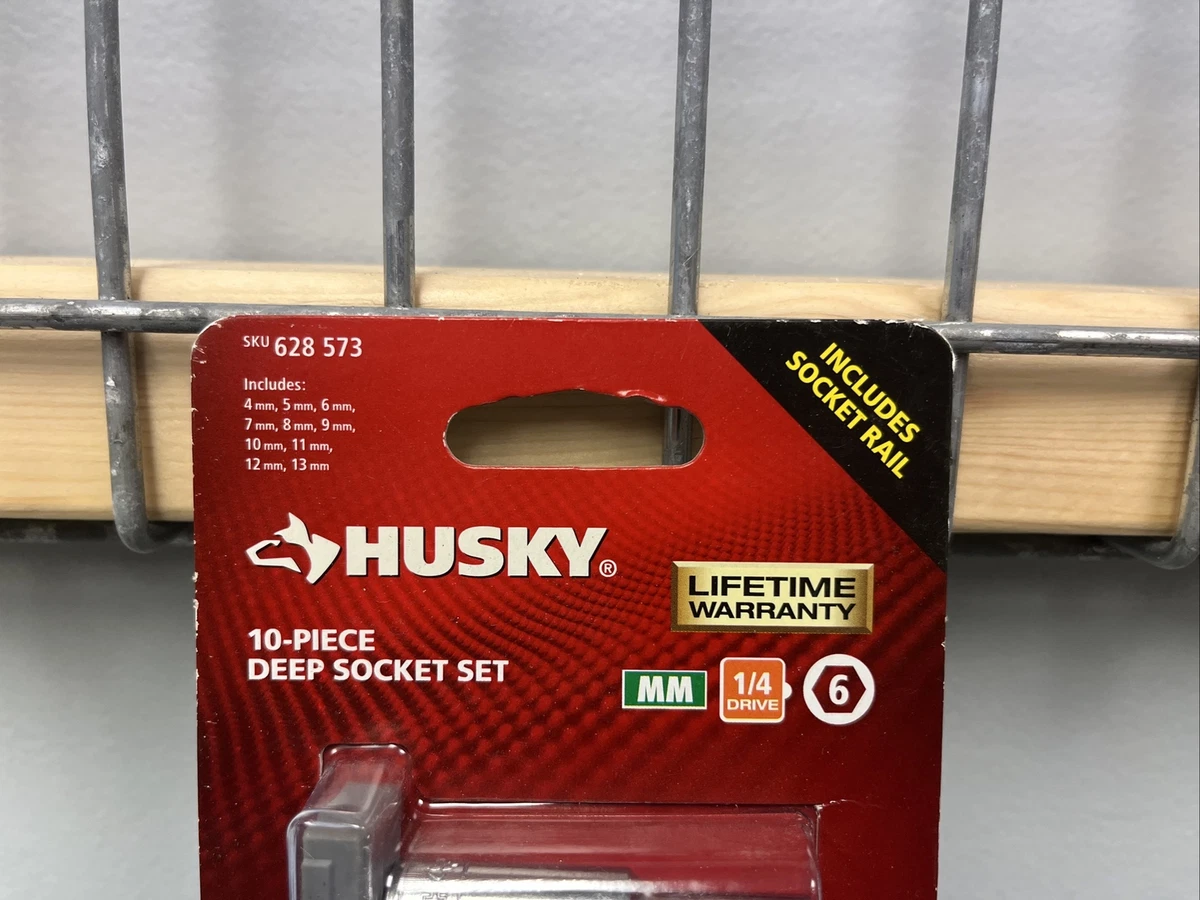 SKU 628 573
Includes:
4 mm, 5 mm, 6 mm,
7 mm, 8 mm, 9 mm,
10 mm, 11 mm,
12 mm, 13 mm
INCLUDES
SOCKET RAIL
HUSKY®
LIFETIME
WARRANTY
10-PIECE
DEEP SOCKET SET
MM
1/4
DRIVE
6